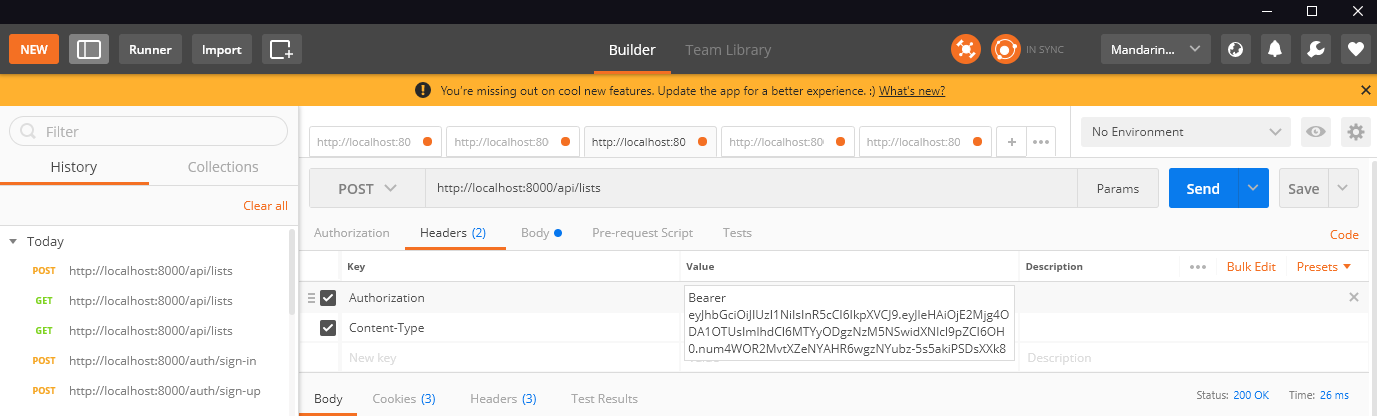 NEW Runner Import Builder Team Library IN SYNC Mandarin...
You're missing out on cool new features. Update the app for a better experience. :) What's new?
Filter
History Collections
Clear all
Today
POST http://localhost:8000/api/lists
GET http://localhost:8000/api/lists
GET http://localhost:8000/api/lists
POST http://localhost:8000/auth/sign-in
POST http://localhost:8000/auth/sign-up
http://localhost:80 http://localhost:80 http://localhost:80 http://localhost:80 http://localhost:80 + •••
No Environment
POST http://localhost:8000/api/lists Params Send Save
Authorization Headers (2) Body Pre-request Script Tests Code
Key Value Description ••• Bulk Edit Presets
Authorization
Bearer
eyJhbGciOiJIUzI1NiIsInR5cCI6IkpXVCJ9.eyJleHAiOjE2Mjg4O
DA1OTUsImlhdCI6MTYyODgzNzM5NSwidXNlcl9pZCI6OH
0.num4WOR2MvtXZeNYAHR6wgzNYubz-5s5akiPSDsXXk8
Content-Type
New key Description
Body Cookies (3) Headers (3) Test Results Status: 200 OK Time: 26 ms